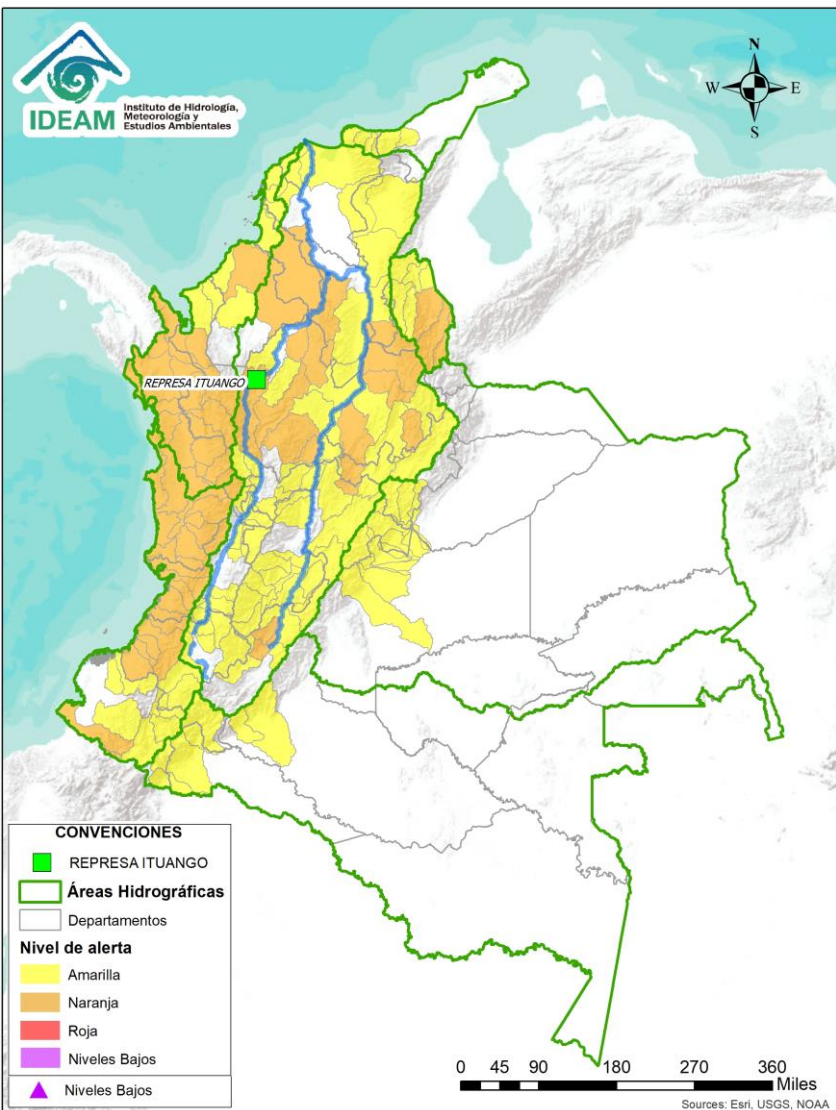 IDEAM
Instituto de Hidrología,
Meteorología y
Estudios Ambientales
N
W
E
S
REPRESA ITUANGO
CONVENCIONES
REPRESA ITUANGO
Áreas Hidrográficas
Departamentos
Nivel de alerta
Amarilla
Naranja
Roja
Niveles Bajos
Niveles Bajos
0 45 90 180 270 360
Miles
Sources: Esri, USGS, NOAA